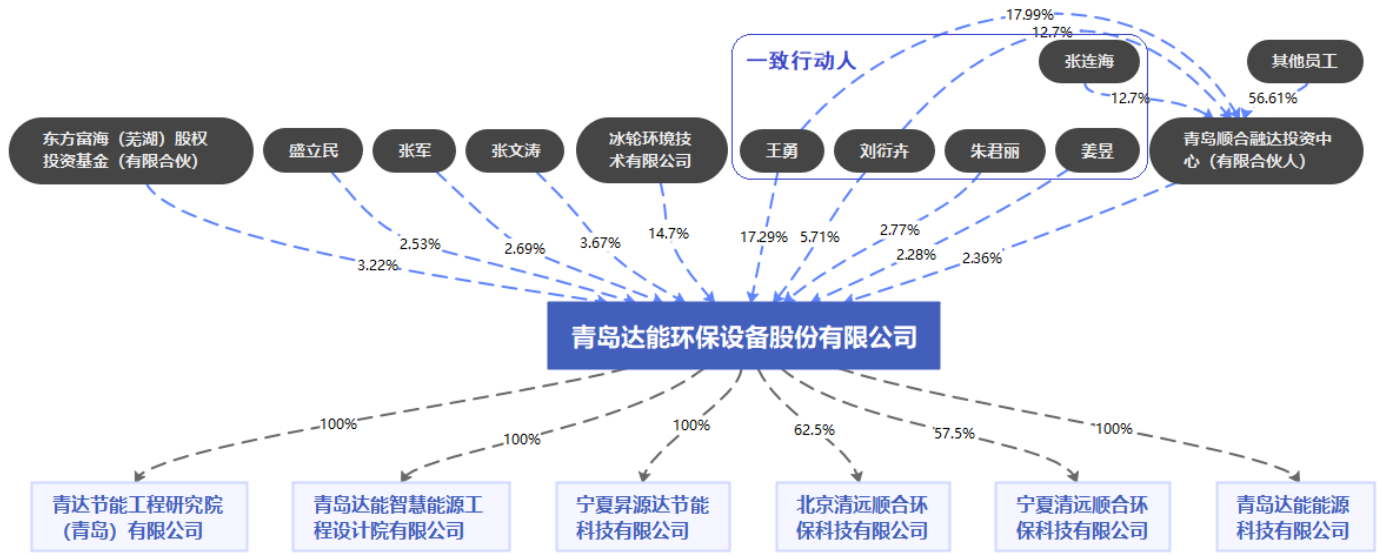 17.99%
12.7%
一致行动人
张连海
其他员工
12.7%
56.61%
东方富海（芜湖）股权
投资基金（有限合伙）
盛立民
张军
张文涛
冰轮环境技
术有限公司
王勇
刘衍卉
朱君丽
姜昱
青岛顺合融达投资中
心（有限合伙人）
3.22%
2.53%
2.69%
3.67%
14.7%
17.29%
5.71%
2.77%
2.28%
2.36%
青岛达能环保设备股份有限公司
100%
100%
100%
62.5%
57.5%
100%
青达节能工程研究院
（青岛）有限公司
青岛达能智慧能源工
程设计院有限公司
宁夏昇源达节能
科技有限公司
北京清远顺合环
保科技有限公司
宁夏清远顺合环
保科技有限公司
青岛达能能源
科技有限公司